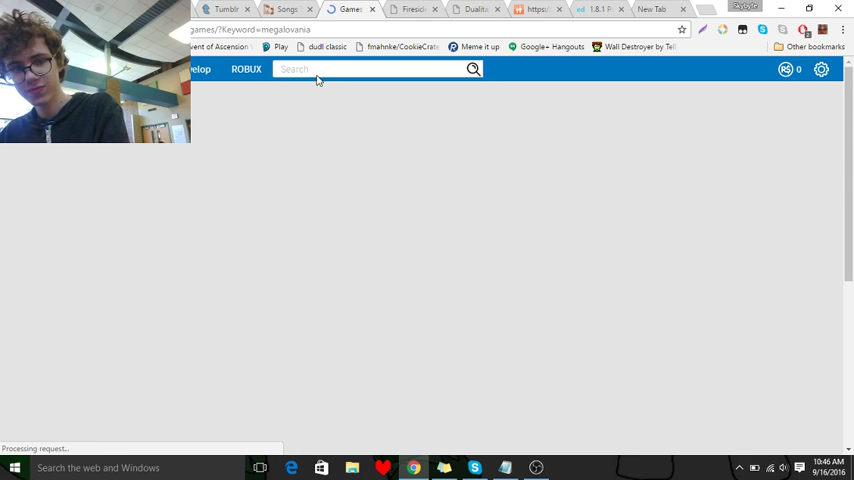 Tumblr
Songs
Games
Fireside
Dualit
https:/
1.8.1 P
New Tab
Skybyte
games/?Keyword=megalovania
vent of Ascension
Play
dudl classic
fmahnke/CookieCrate
Meme it up
Google+ Hangouts
Wall Destroyer by Tell
Other bookmarks
velop
ROBUX
Search
R$ 0
Processing request...
Search the web and Windows
10:46 AM
9/16/2016